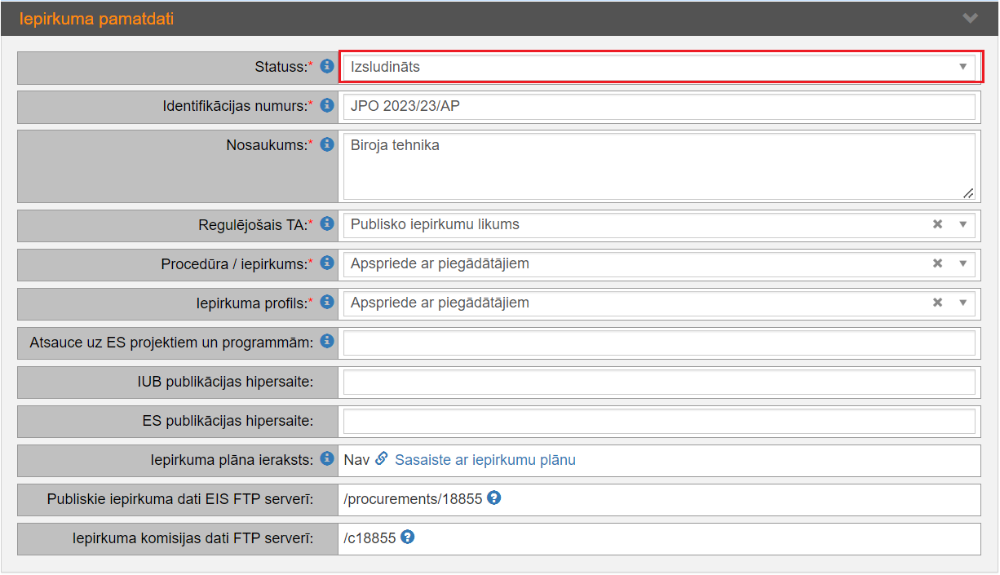 Iepirkuma pamatdati
Statuss:* Izsludināts
Identifikācijas numurs:* JPO 2023/23/AP
Nosaukums:* Biroja tehnika
Regulējošais TA:* Publisko iepirkumu likums
Procedūra / iepirkums:* Apspriede ar piegādātājiem
Iepirkuma profils:* Apspriede ar piegādātājiem
Atsauce uz ES projektiem un programmām:
IUB publikācijas hipersaite:
ES publikācijas hipersaite:
Iepirkuma plāna ieraksts: Nav Sasaiste ar iepirkumu plānu
Publiskie iepirkuma dati EIS FTP serverī: /procurements/18855
Iepirkuma komisijas dati FTP serverī: /c18855